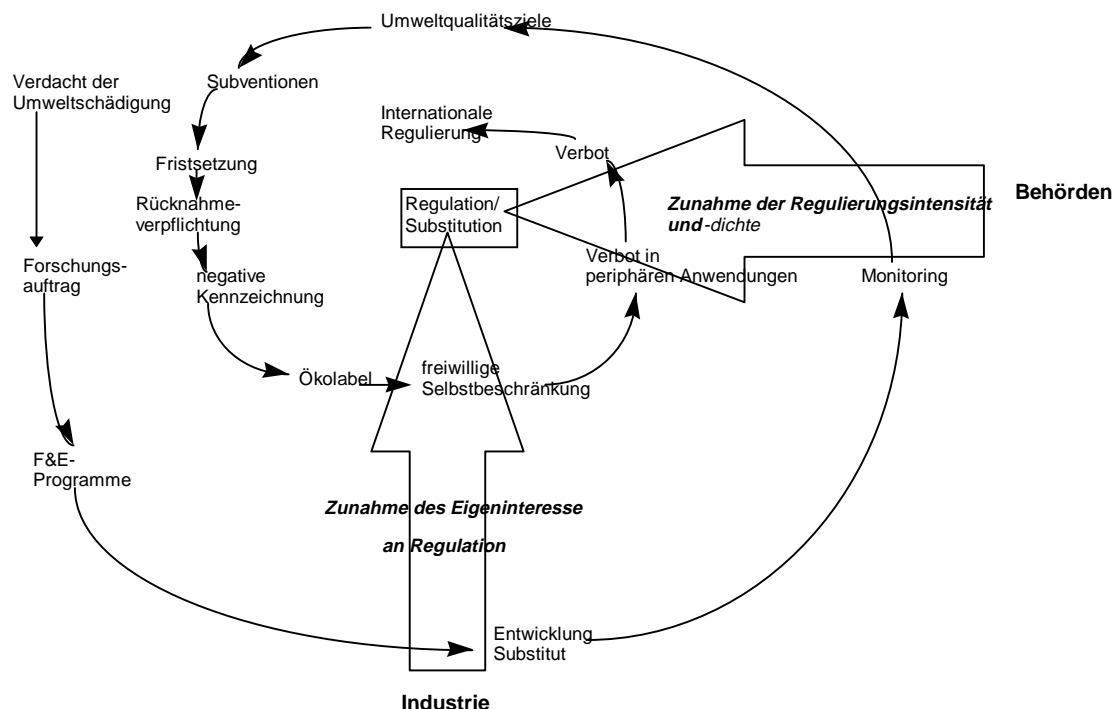 Umweltqualitätsziele
Verdacht der
Umweltschädigung
Subventionen
Internationale
Regulierung
Verbot
Fristsetzung
Rücknahme-
verpflichtung
Regulation/
Substitution
Zunahme der Regulierungsintensität
und -dichte
Behörden
Forschungs-
auftrag
negative
Kennzeichnung
Verbot in
peripheren Anwendungen
Monitoring
Ökolabel
freiwillige
Selbstbeschränkung
F&E-
Programme
Zunahme des Eigeninteresse
an Regulation
Entwicklung
Substitut
Industrie